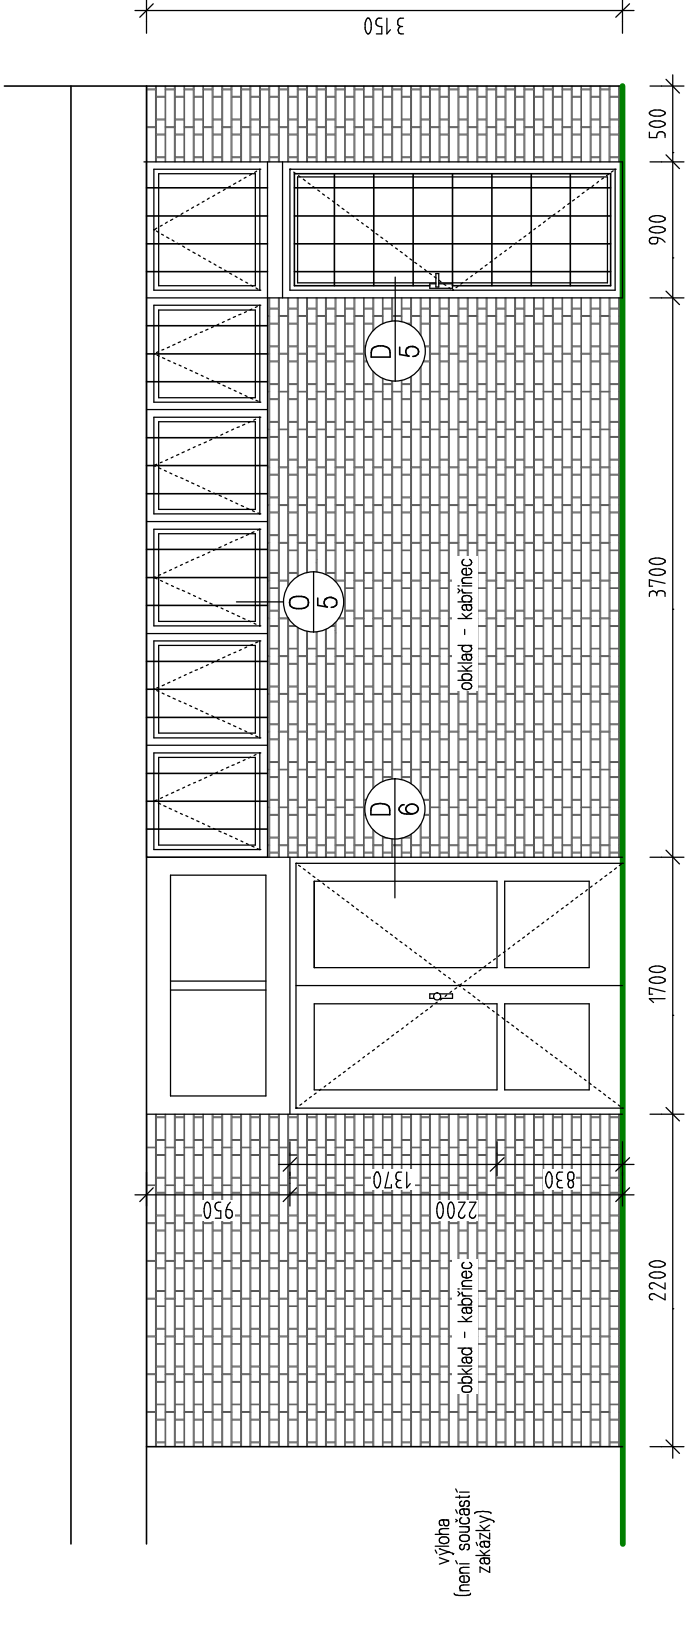 3150
D
5
O
5
D
6
obklad - kabřinec
obklad - kabřinec
950
1370
2200
830
výloha
(není součástí
zakázky)
2200
1700
3700
900
500